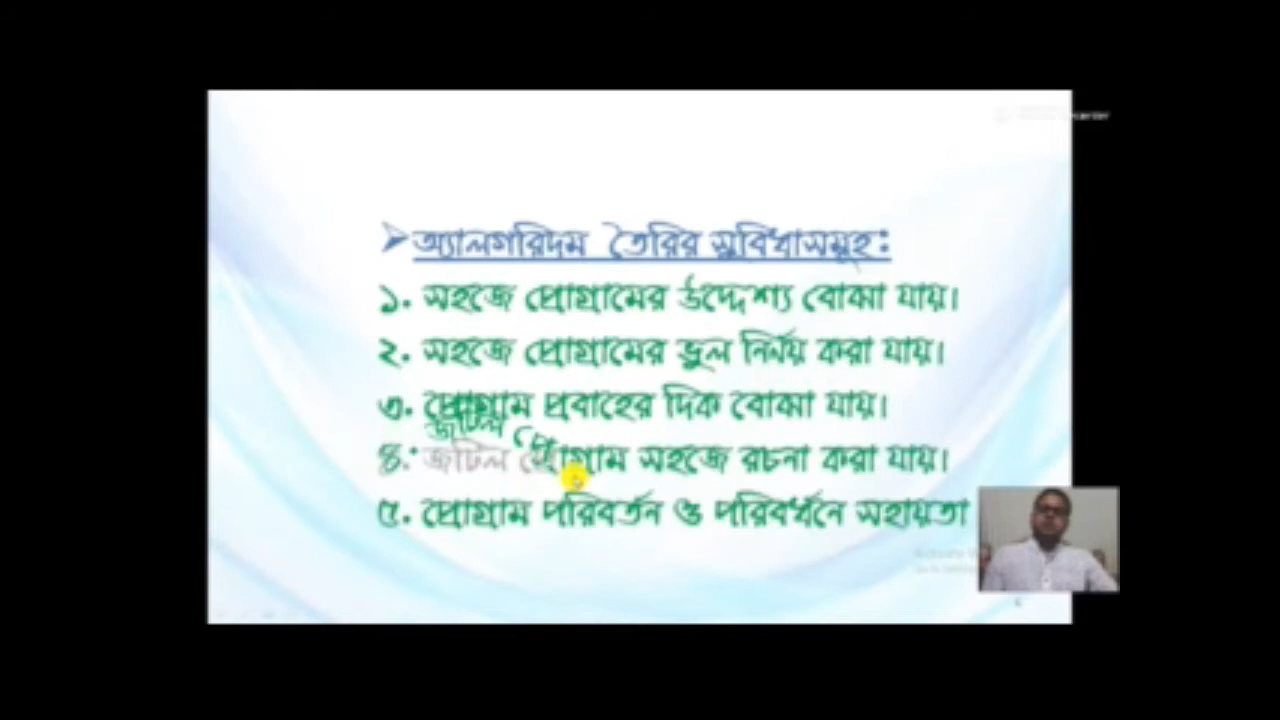 ➢অ্যালগরিদম তৈরির সুবিধাসমূহ:
১. সহজে প্রোগ্রামের উদ্দেশ্য বোঝা যায়।
২. সহজে প্রোগ্রামের ভুল নির্ণয় করা যায়।
৩. প্রোগ্রাম প্রবাহের দিক বোঝা যায়।
৪. জটিল প্রোগ্রাম সহজে রচনা করা যায়।
৫. প্রোগ্রাম পরিবর্তন ও পরিবর্ধনে সহায়তা